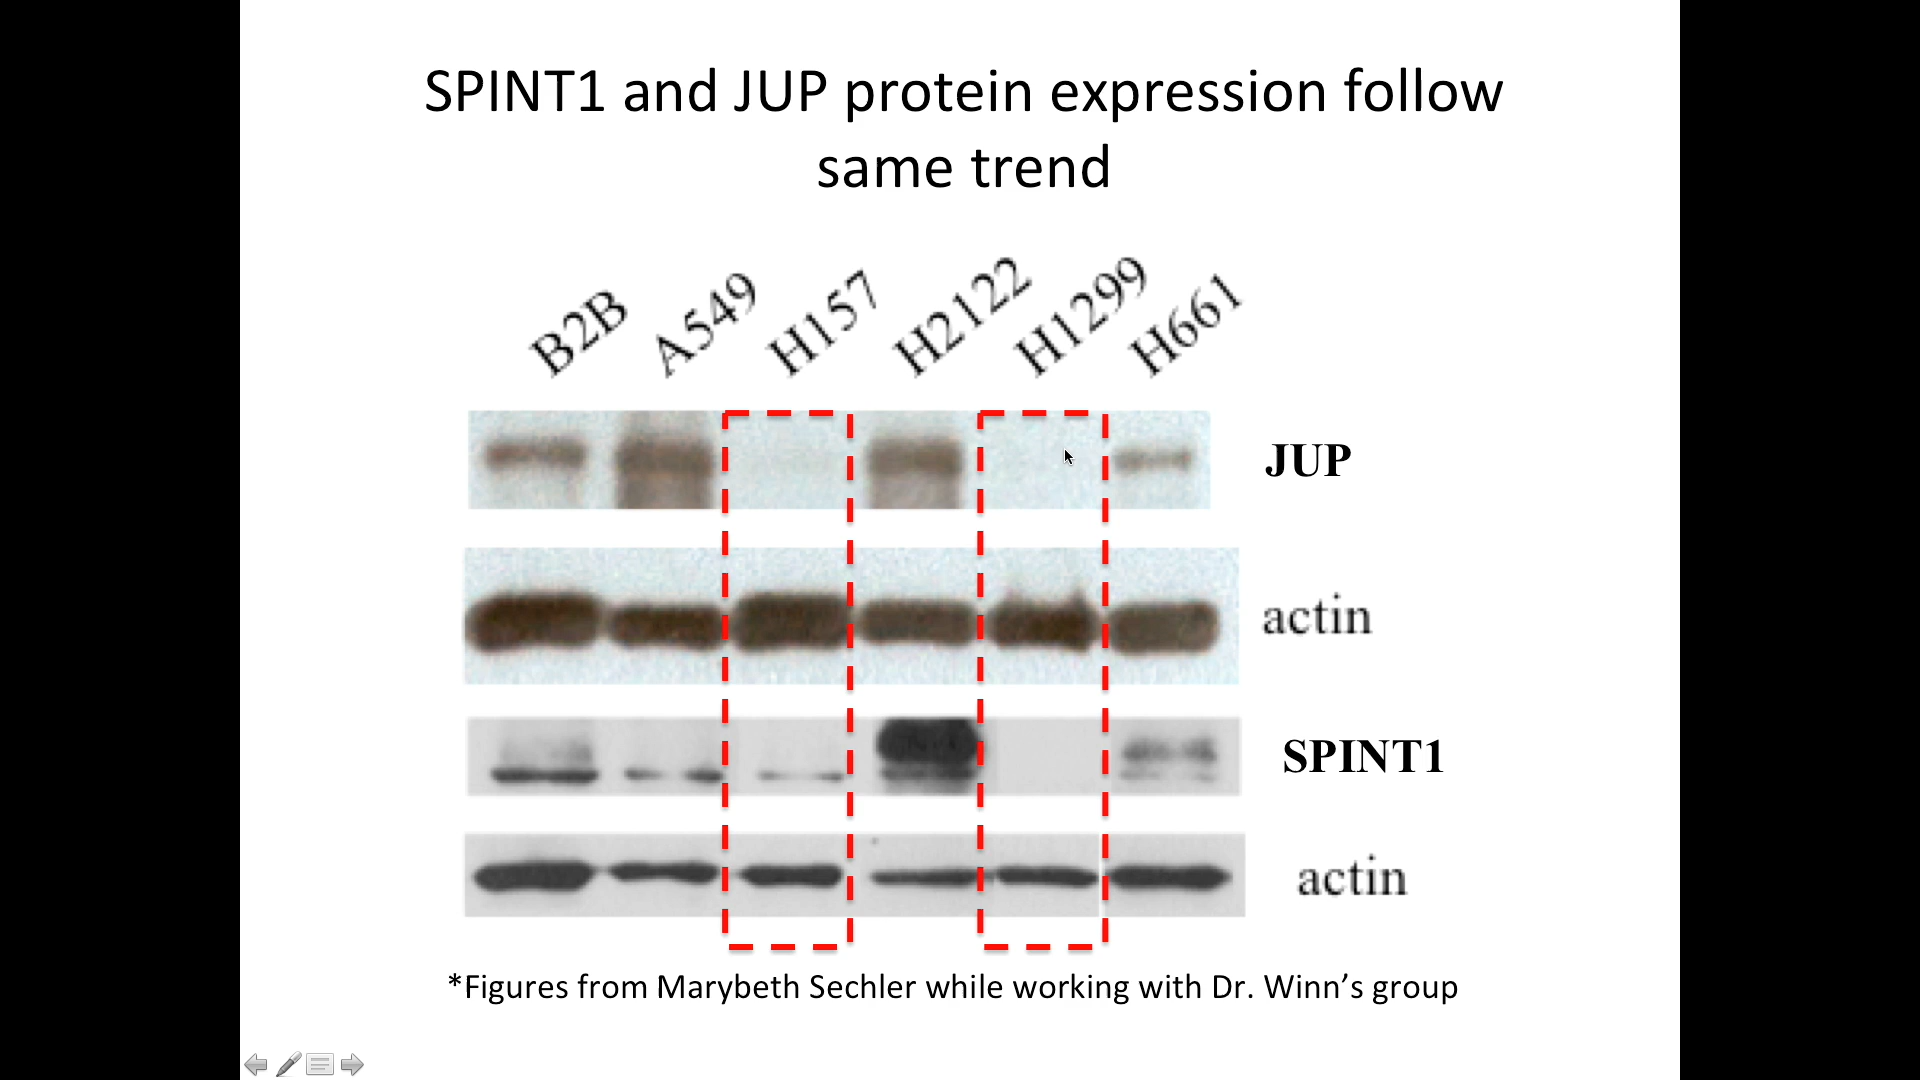 SPINT1 and JUP protein expression follow
same trend
B2B A549 H157 H2122 H1299 H661
JUP
actin
SPINT1
actin
*Figures from Marybeth Sechler while working with Dr. Winn’s group